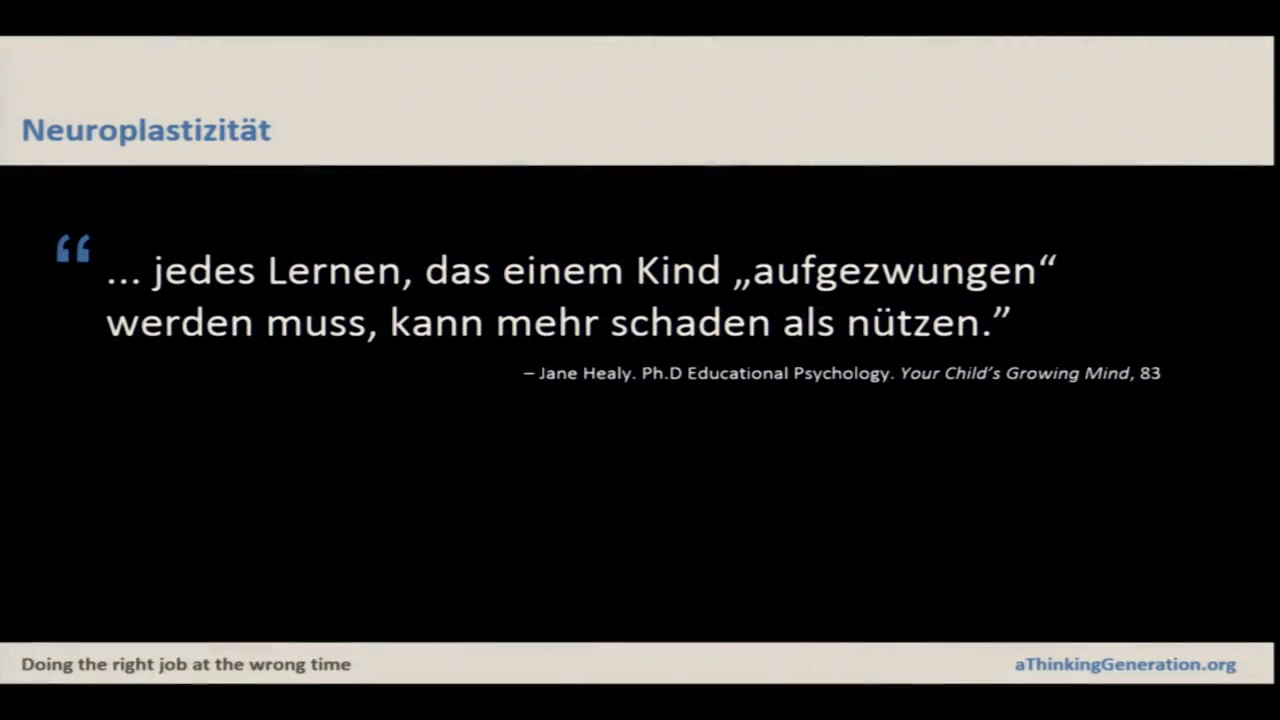 Neuroplastizität
“ ... jedes Lernen, das einem Kind „aufgezwungen“
werden muss, kann mehr schaden als nützen.”
– Jane Healy. Ph.D Educational Psychology. Your Child’s Growing Mind, 83
Doing the right job at the wrong time
aThinkingGeneration.org